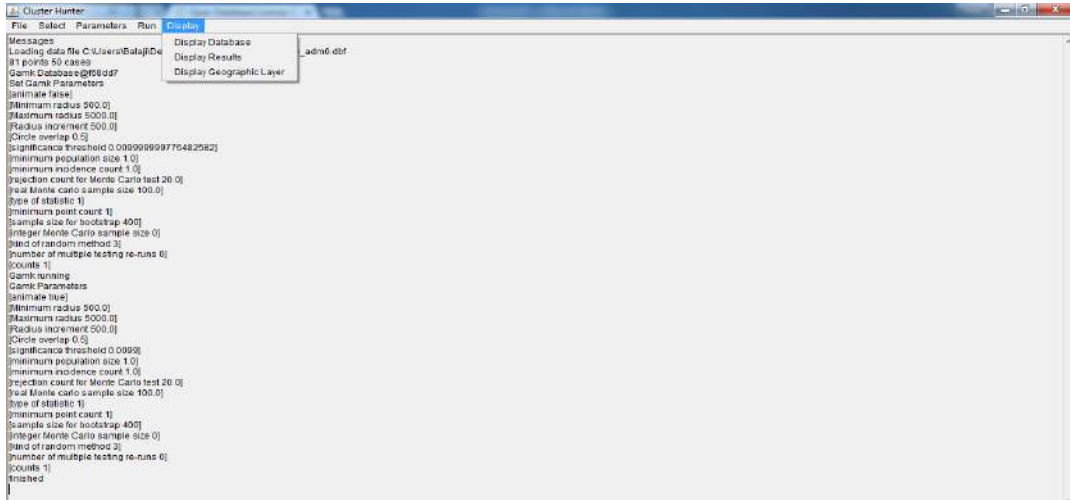 Cluster Hunter
File Select Parameters Run Display
Display Database
Display Results
Display Geographic Layer
Messages
Loading data file C:\Users\Balaji\De _adm6.dbf
81 points 50 cases
Gamk Database@f68dd7
Set Gamk Parameters
[animate false]
[Minimum radius 500.0]
[Maximum radius 5000.0]
[Radius increment 500.0]
[Circle overlap 0.5]
[significance threshold 0.009999999776482582]
[minimum population size 1.0]
[minimum incidence count 1.0]
[rejection count for Monte Carlo test 20.0]
[real Monte carlo sample size 100.0]
[type of statistic 1]
[minimum point count 1]
[sample size for bootstrap 400]
[integer Monte Carlo sample size 0]
[kind of random method 3]
[number of multiple testing re-runs 0]
[counts 1]
Gamk running
Gamk Parameters
[animate true]
[Minimum radius 500.0]
[Maximum radius 5000.0]
[Radius increment 500.0]
[Circle overlap 0.5]
[significance threshold 0.0099]
[minimum population size 1.0]
[minimum incidence count 1.0]
[rejection count for Monte Carlo test 20.0]
[real Monte carlo sample size 100.0]
[type of statistic 1]
[minimum point count 1]
[sample size for bootstrap 400]
[integer Monte Carlo sample size 0]
[kind of random method 3]
[number of multiple testing re-runs 0]
[counts 1]
finished